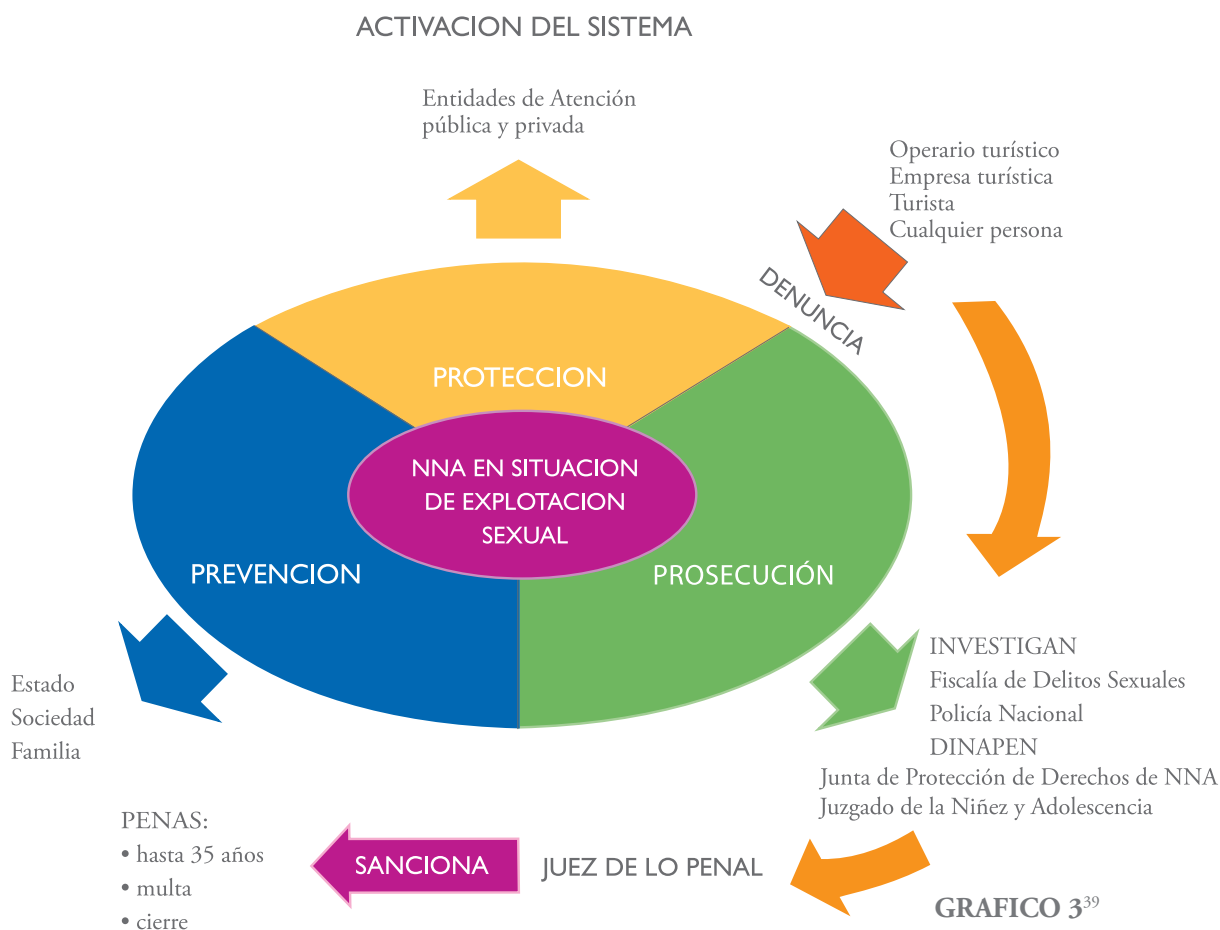 ACTIVACION DEL SISTEMA
Entidades de Atención
pública y privada
Operario turístico
Empresa turística
Turista
Cualquier persona
DENUNCIA
PROTECCION
NNA EN SITUACION
DE EXPLOTACION
SEXUAL
PREVENCION
PROSECUCIÓN
Estado
Sociedad
Familia
INVESTIGAN
Fiscalía de Delitos Sexuales
Policía Nacional
DINAPEN
Junta de Protección de Derechos de NNA
Juzgado de la Niñez y Adolescencia
PENAS:
• hasta 35 años
• multa
• cierre
SANCIONA
JUEZ DE LO PENAL
GRAFICO 3³⁹